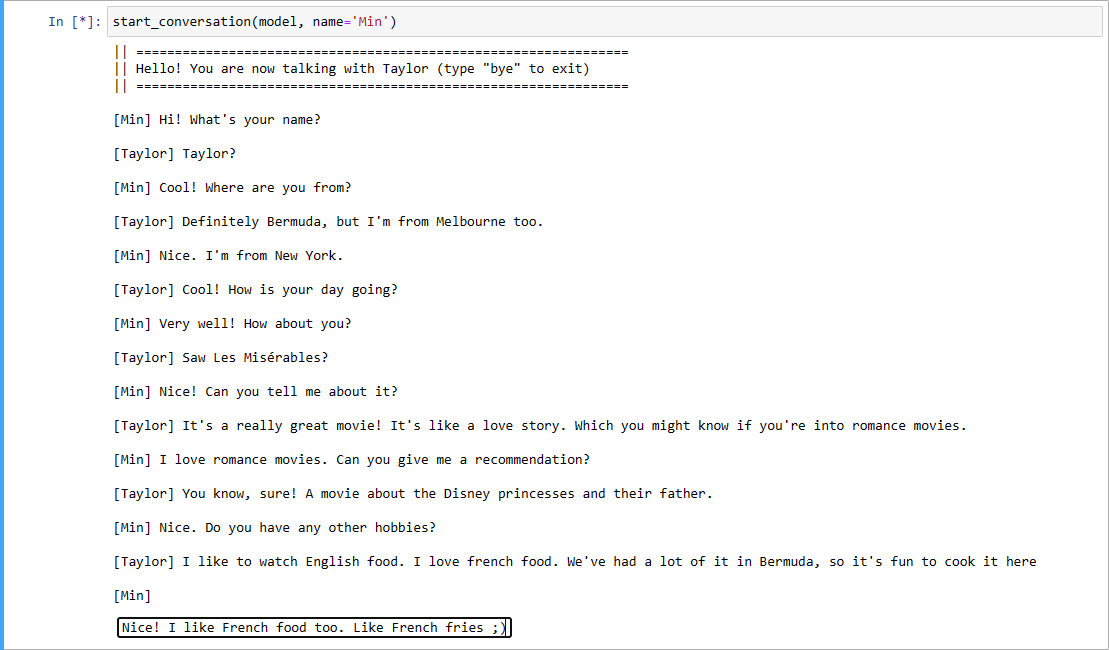 In [*]: start_conversation(model, name='Min')
|| ================================================================
|| Hello! You are now talking with Taylor (type "bye" to exit)
|| ================================================================
[Min] Hi! What's your name?
[Taylor] Taylor?
[Min] Cool! Where are you from?
[Taylor] Definitely Bermuda, but I'm from Melbourne too.
[Min] Nice. I'm from New York.
[Taylor] Cool! How is your day going?
[Min] Very well! How about you?
[Taylor] Saw Les Misérables?
[Min] Nice! Can you tell me about it?
[Taylor] It's a really great movie! It's like a love story. Which you might know if you're into romance movies.
[Min] I love romance movies. Can you give me a recommendation?
[Taylor] You know, sure! A movie about the Disney princesses and their father.
[Min] Nice. Do you have any other hobbies?
[Taylor] I like to watch English food. I love french food. We've had a lot of it in Bermuda, so it's fun to cook it here
[Min]
Nice! I like French food too. Like French fries ;)